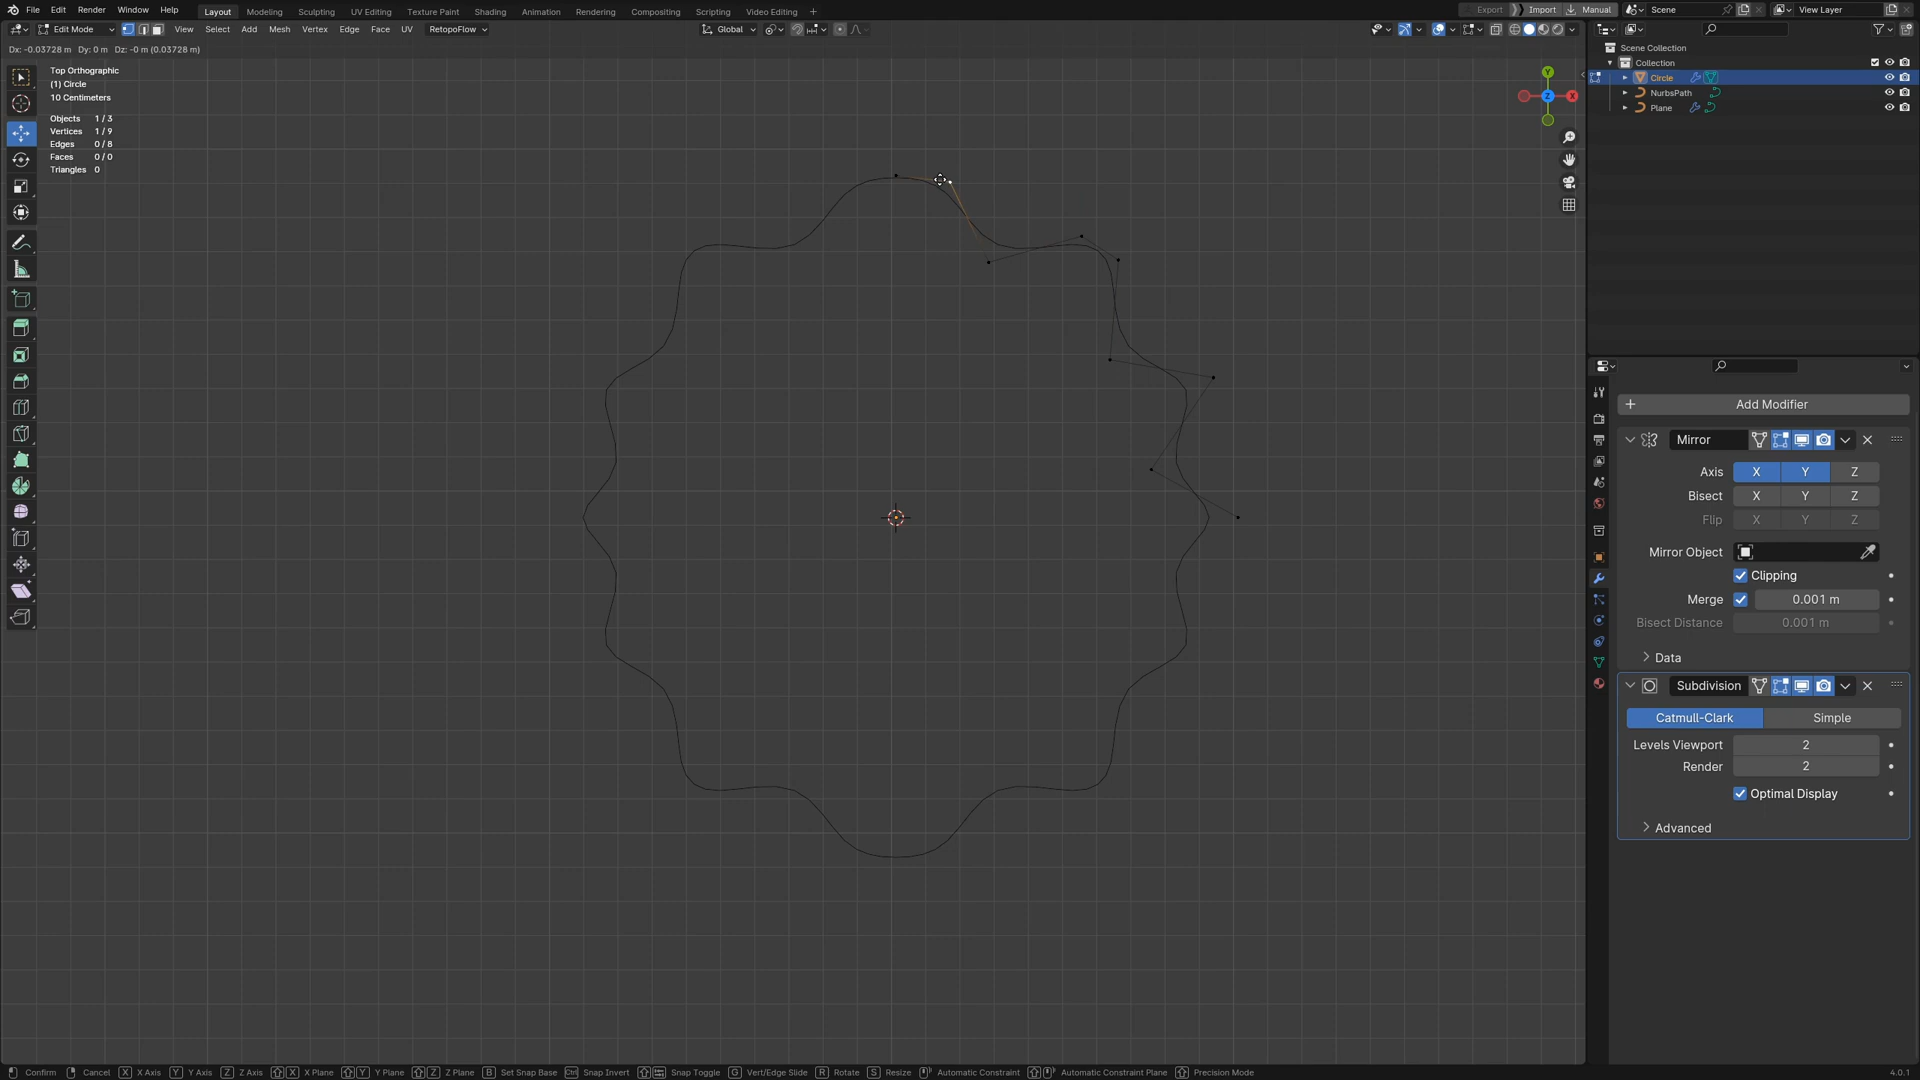 File Edit Render Window Help Layout Modeling Sculpting UV Editing Texture Paint Shading Animation Rendering Compositing Scripting Video Editing + Export Import Manual Scene View Layer
Edit Mode View Select Add Mesh Vertex Edge Face UV RetopoFlow Global
Dx: -0.03728 m Dy: 0 m Dz: -0 m (0.03728 m)
Top Orthographic
(1) Circle
10 Centimeters
Objects 1 / 3
Vertices 1 / 9
Edges 0 / 8
Faces 0 / 0
Triangles 0
Y
Z X
Scene Collection
Collection
Circle
NurbsPath
Plane
+ Add Modifier
Mirror
Axis X Y Z
Bisect X Y Z
Flip X Y Z
Mirror Object
Clipping
Merge 0.001 m
Bisect Distance 0.001 m
Data
Subdivision
Catmull-Clark Simple
Levels Viewport 2
Render 2
Optimal Display
Advanced
Confirm Cancel X X Axis Y Y Axis Z Z Axis X X Plane Y Y Plane Z Z Plane B Set Snap Base Ctrl Snap Invert Snap Toggle G Vert/Edge Slide R Rotate S Resize Automatic Constraint Automatic Constraint Plane Precision Mode 4.0.1